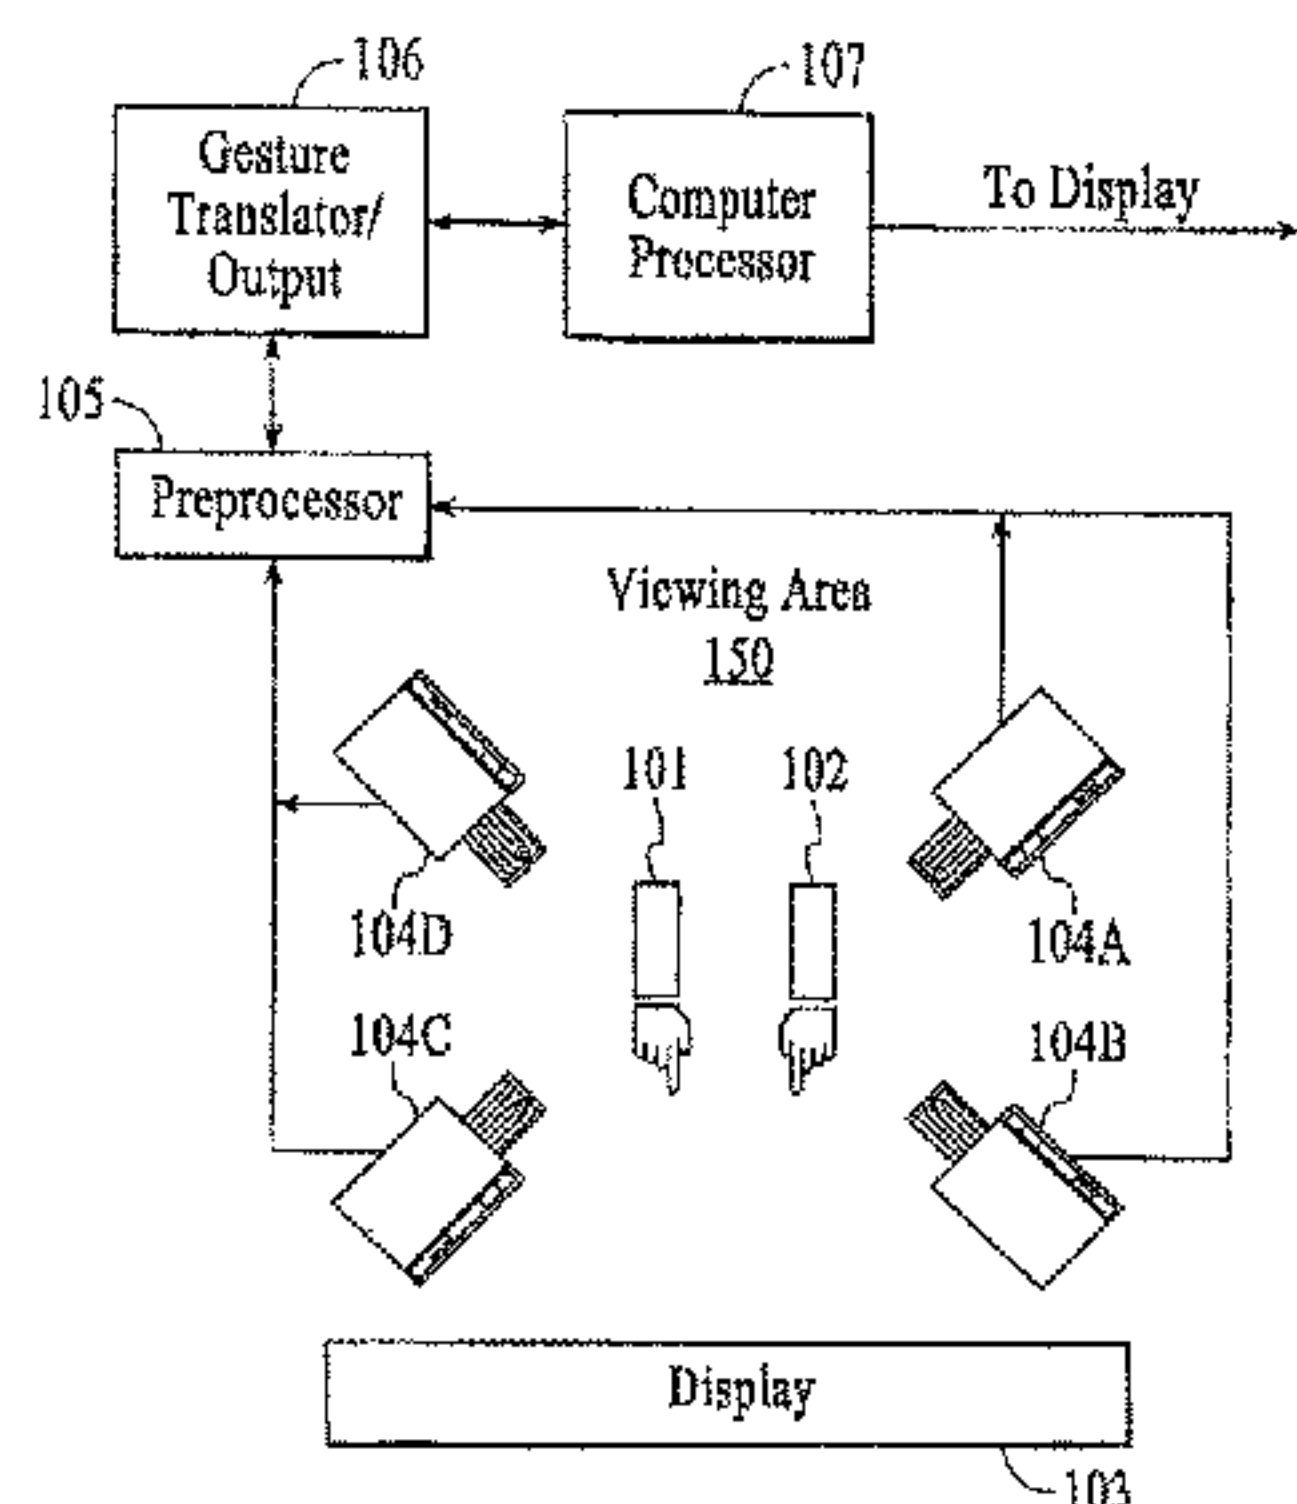 106
107
Gesture
Translator/
Output
Computer
Processor
To Display
105
Preprocessor
Viewing Area
150
101
102
104D
104A
104C
104B
Display
103